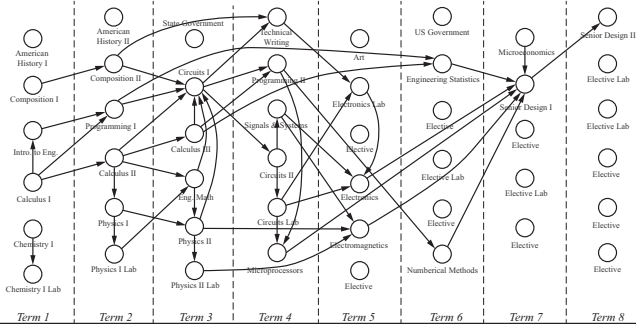 American
History I
Composition I
Intro. to Eng.
Calculus I
Chemistry I
Chemistry I Lab
Term 1
American
History II
Composition II
Programming I
Calculus II
Physics I
Physics I Lab
Term 2
State Government
Circuits I
Calculus III
Eng. Math
Physics II
Physics II Lab
Term 3
Technical
Writing
Programming II
Signals & Systems
Circuits II
Circuits Lab
Microprocessors
Term 4
Art
Electronics Lab
Elective
Electronics
Electromagnetics
Elective
Term 5
US Government
Engineering Statistics
Elective
Elective Lab
Elective
Numberical Methods
Term 6
Microeconomics
Senior Design I
Elective
Elective Lab
Elective
Term 7
Senior Design II
Elective Lab
Elective Lab
Elective
Elective
Elective
Term 8